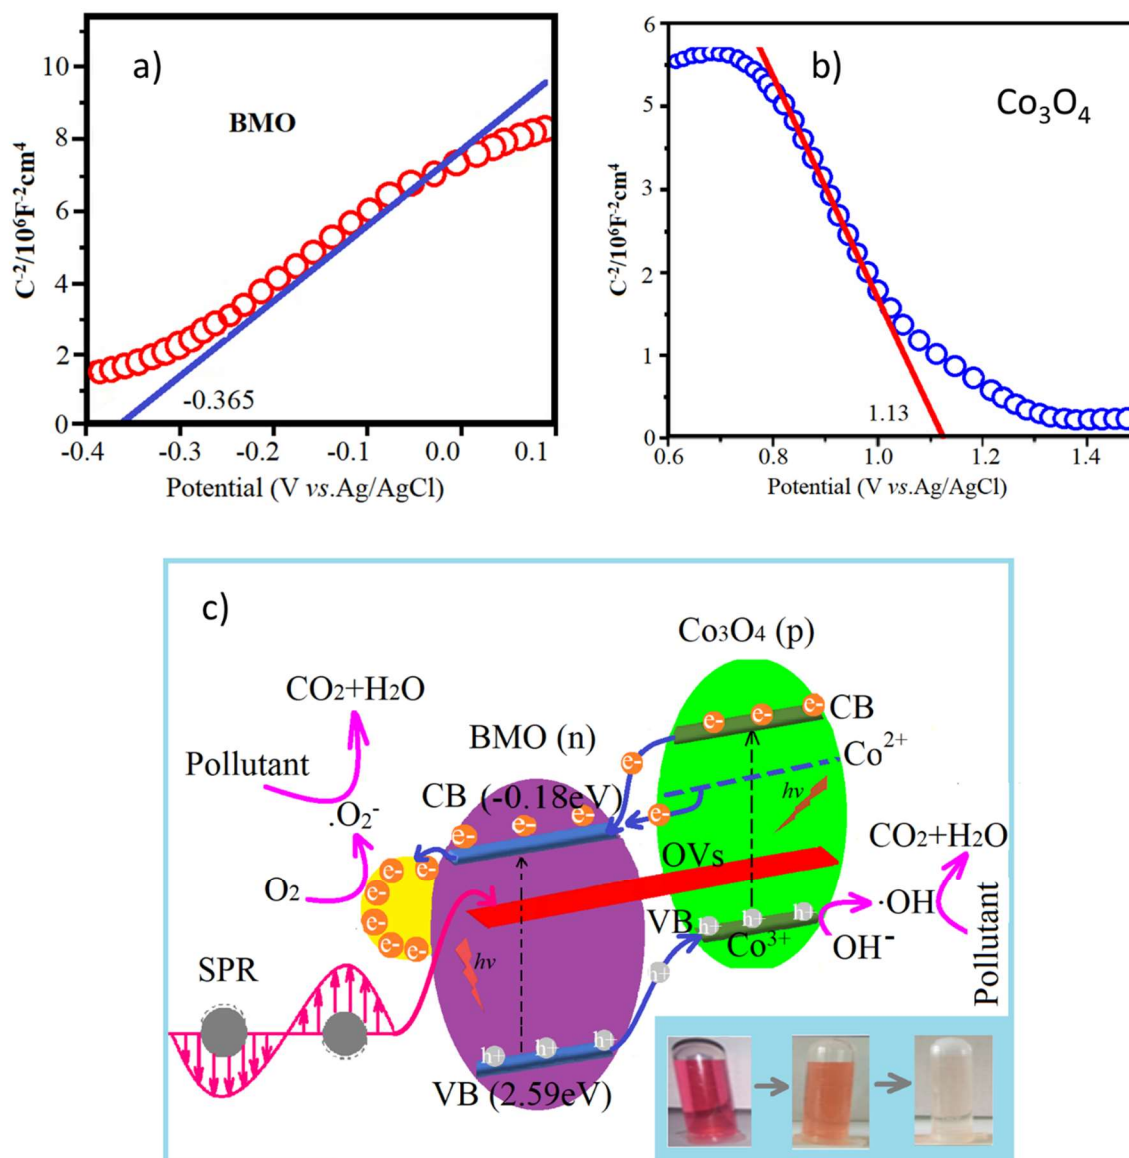 a)
BMO
-0.365
10
8
6
4
2
0
-0.4
-0.3
-0.2
-0.1
0.0
0.1
C⁻²/10⁶F⁻²cm⁴
Potential (V vs.Ag/AgCl)
b)
Co₃O₄
1.13
6
5
3
2
1
0
0.6
0.8
1.0
1.2
1.4
C⁻²/10⁶F⁻²cm⁴
Potential (V vs.Ag/AgCl)
c)
Co₃O₄ (p)
CO₂+H₂O
e- e- e- CB
BMO (n)
Pollutant
e-
Co²⁺
CB (-0.18eV)
hv
.O₂⁻
e- e- e- e-
CO₂+H₂O
OVs
O₂
e- e- e- e- e- e-
VB
h+ h+ h+
·OH
Co³⁺
OH⁻
SPR
hv
h+
Pollutant
h+ h+ h+
VB (2.59eV)